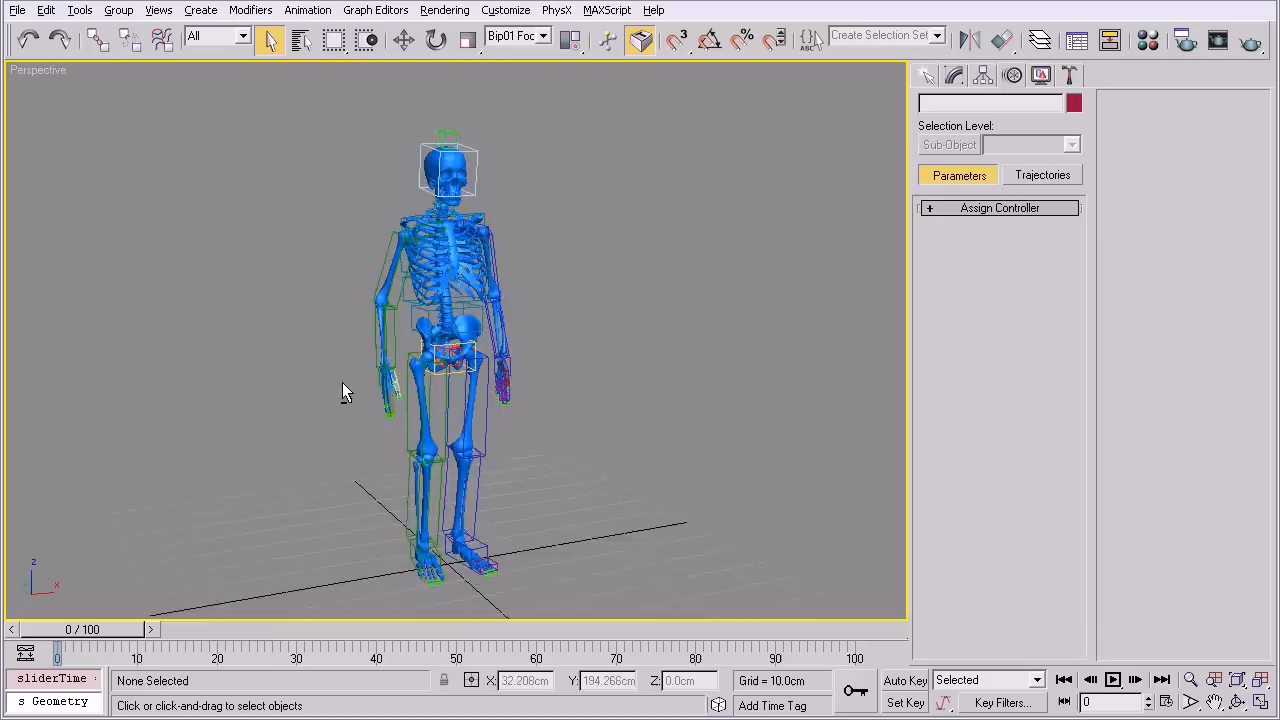 File Edit Tools Group Views Create Modifiers Animation Graph Editors Rendering Customize PhysX MAXScript Help
All Bip01 Foc 3 % ABC Create Selection Set
Perspective
Selection Level:
Sub-Object
Parameters Trajectories
+ Assign Controller
z
x
< 0 / 100 >
0 10 20 30 40 50 60 70 80 90 100
sliderTime : None Selected X: 32.208cm Y: 194.266cm Z: 0.0cm Grid = 10.0cm Auto Key Selected
s Geometry Click or click-and-drag to select objects Add Time Tag Set Key Key Filters... 0